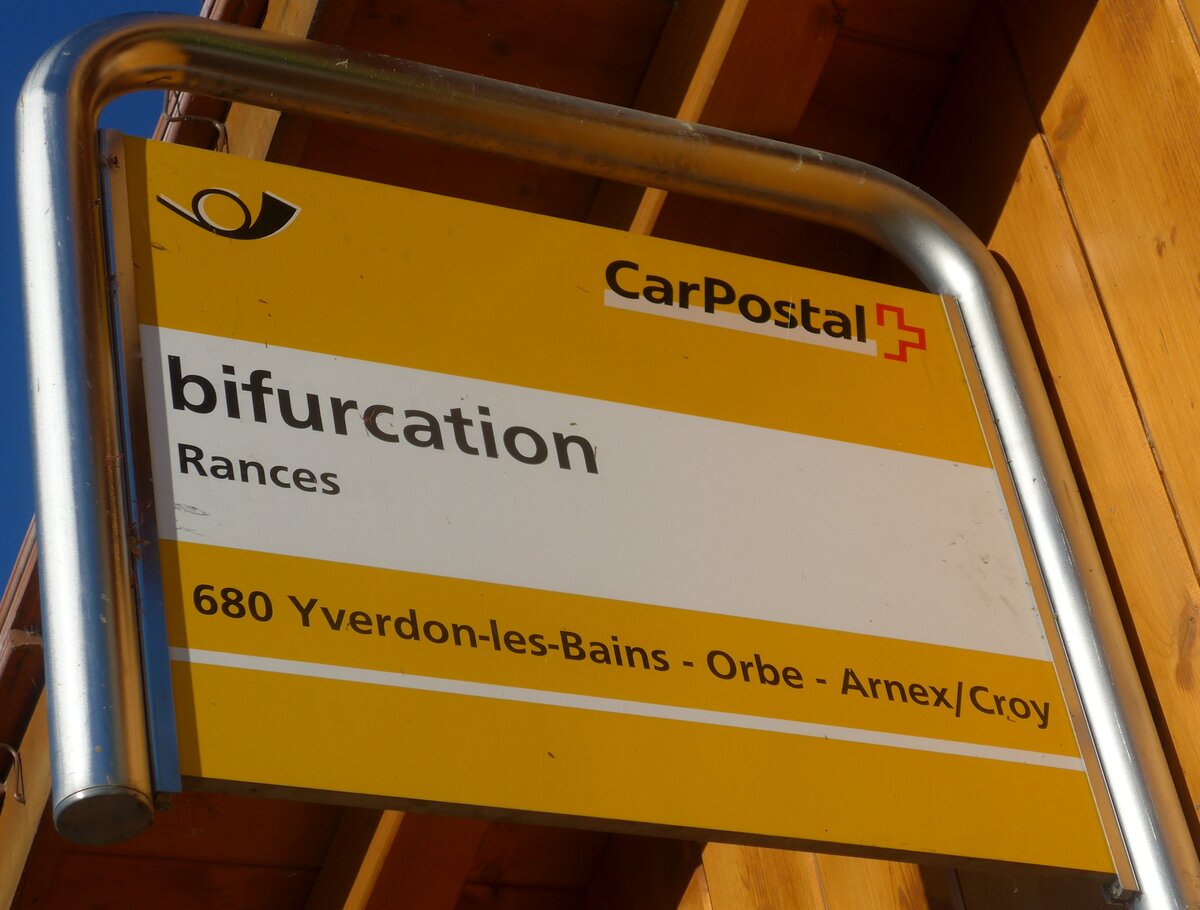 CarPostal
bifurcation
Rances
680 Yverdon-les-Bains - Orbe - Arnex/Croy